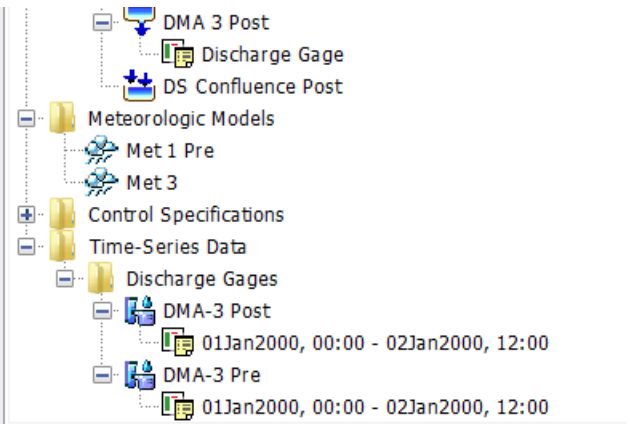 DMA 3 Post
Discharge Gage
DS Confluence Post
Meteorologic Models
Met 1 Pre
Met 3
Control Specifications
Time-Series Data
Discharge Gages
DMA-3 Post
01Jan2000, 00:00 - 02Jan2000, 12:00
DMA-3 Pre
01Jan2000, 00:00 - 02Jan2000, 12:00